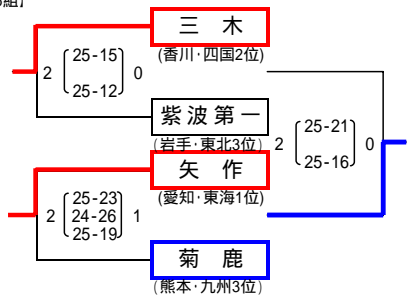 組】
三 木
(香川・四国2位)
2 25-15 0
25-12
紫波第一
(岩手・東北3位)
2 25-21 0
25-16
矢 作
(愛知・東海1位)
2 25-23 1
24-26
25-19
菊 鹿
(熊本・九州3位)